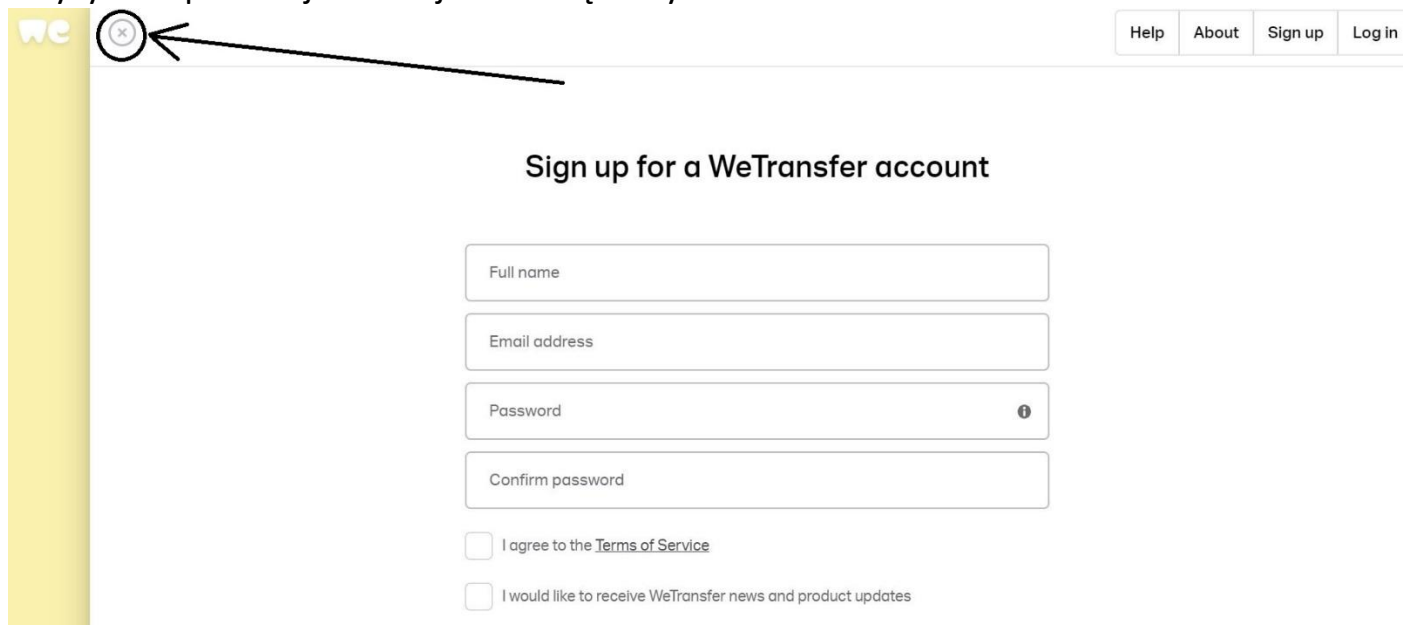 we
Help About Sign up Log in
Sign up for a WeTransfer account
Full name
Email address
Password
Confirm password
I agree to the Terms of Service
I would like to receive WeTransfer news and product updates